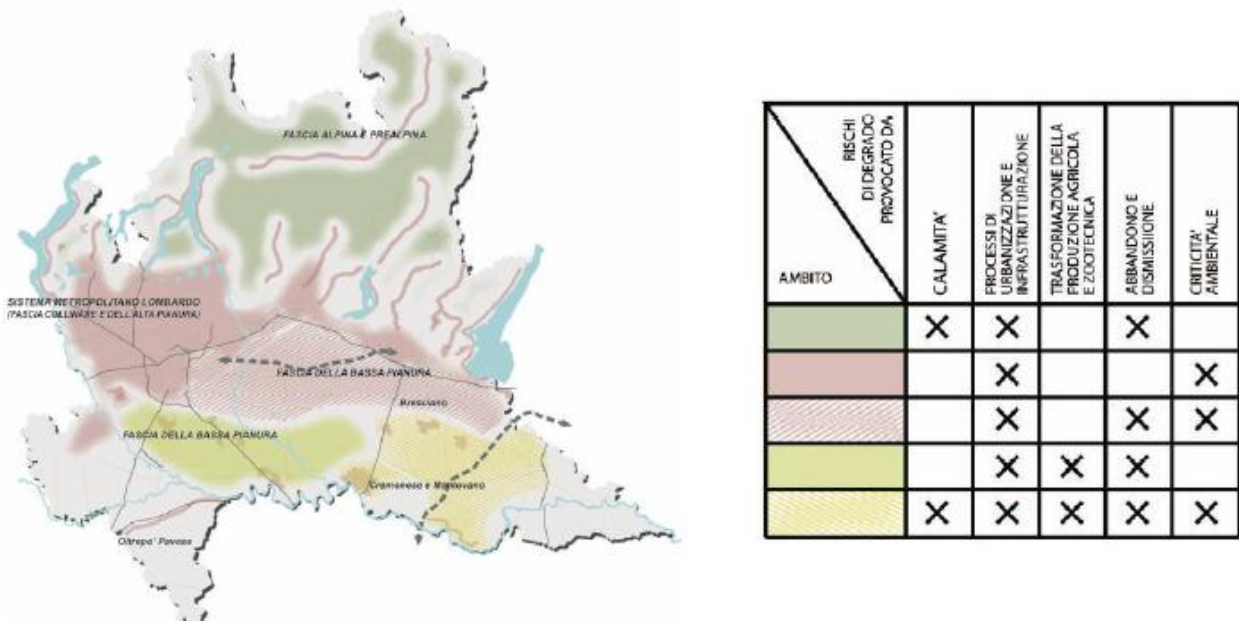 FASCIA ALPINA E PREALPINA
SISTEMA METROPOLITANO LOMBARDO
(FASCIA COLLINARE E DELL'ALTA PIANURA)
FASCIA DELLA BASSA PIANURA
Bresciano
FASCIA DELLA BASSA PIANURA
Cremonese e Mantovano
Oltrepo' Pavese
RISCHI
DI DEGRADO
PROVOCATO DA
AMBITO
CALAMITA'
PROCESSI DI
URBANIZZAZIONE E
INFRASTRUTTURAZIONE
TRASFORMAZIONE DELLA
PRODUZIONE AGRICOLA
E ZOOTECNICA
ABBANDONO E
DISMISSIONE
CRITICITA'
AMBIENTALE
X X X
X X
X X X
X X X
X X X X X